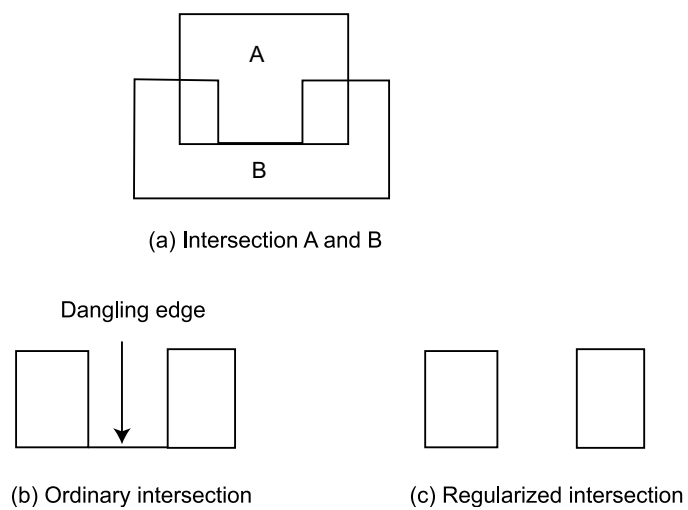 A
B
(a) Intersection A and B
Dangling edge
(b) Ordinary intersection
(c) Regularized intersection